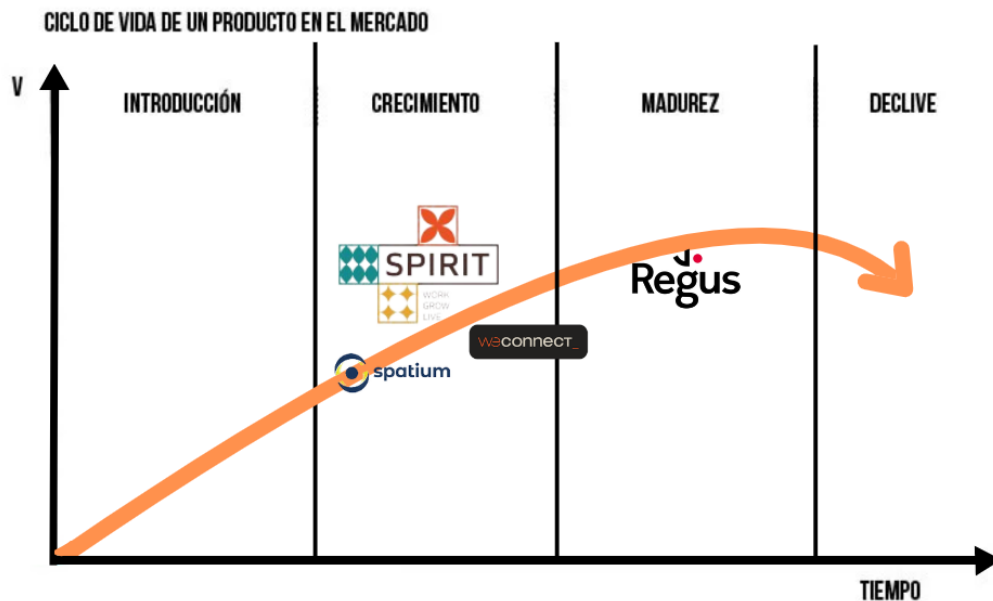 CICLO DE VIDA DE UN PRODUCTO EN EL MERCADO
V
INTRODUCCIÓN
CRECIMIENTO
MADUREZ
DECLIVE
SPIRIT
WORK
GROW
LIVE
Regus
weconnect_
spatium
TIEMPO